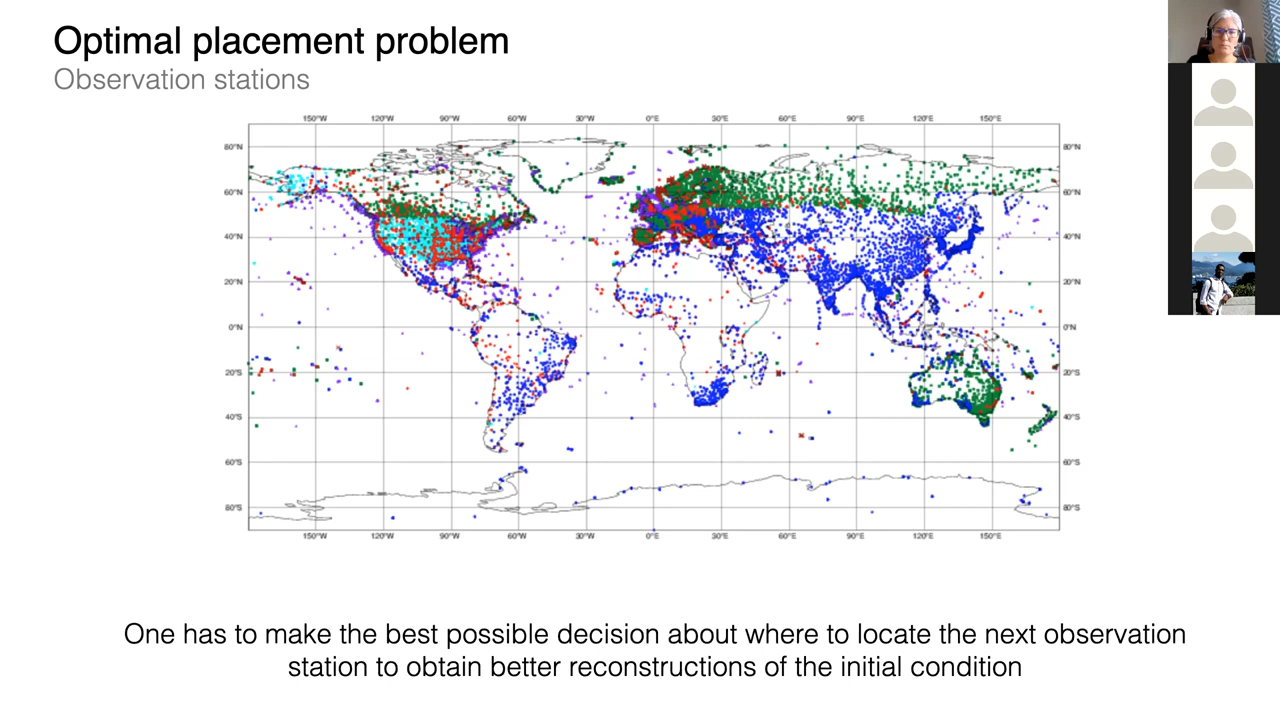 Optimal placement problem
Observation stations
150°W 120°W 90°W 60°W 30°W 0°E 30°E 60°E 90°E 120°E 150°E
80°N 80°N
60°N 60°N
40°N 40°N
20°N 20°N
0°N 0°N
20°S 20°S
40°S 40°S
60°S 60°S
80°S 80°S
150°W 120°W 90°W 60°W 30°W 0°E 30°E 60°E 90°E 120°E 150°E
One has to make the best possible decision about where to locate the next observation
station to obtain better reconstructions of the initial condition